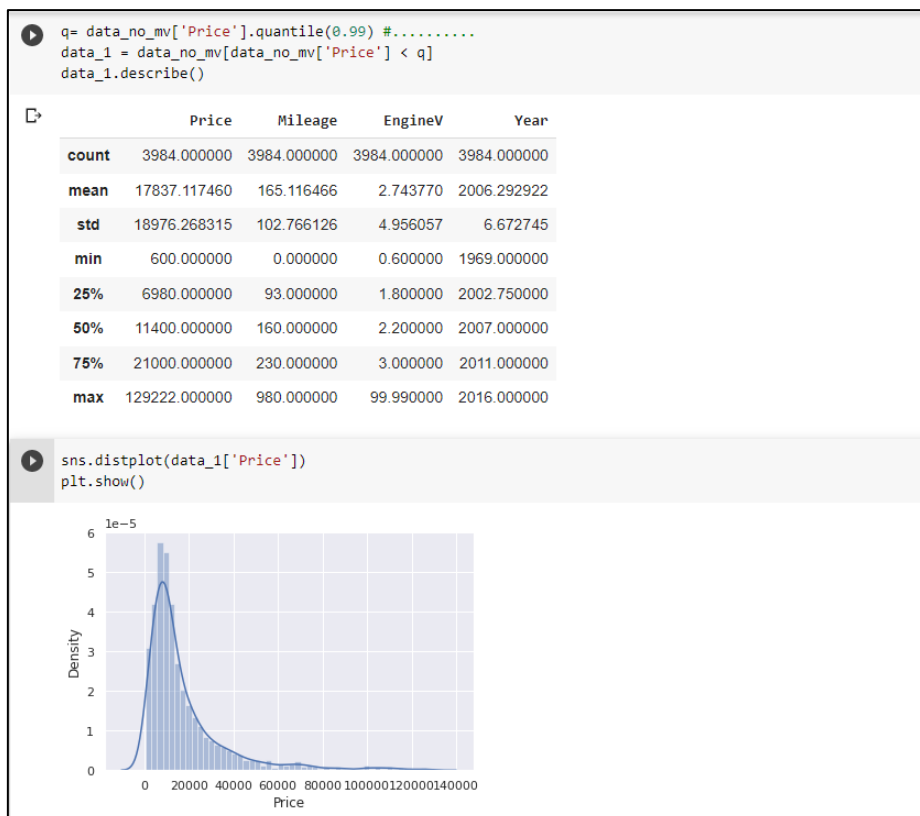 q= data_no_mv['Price'].quantile(0.99) #..........
data_1 = data_no_mv[data_no_mv['Price'] < q]
data_1.describe()
Price Mileage EngineV Year
count 3984.000000 3984.000000 3984.000000 3984.000000
mean 17837.117460 165.116466 2.743770 2006.292922
std 18976.268315 102.766126 4.956057 6.672745
min 600.000000 0.000000 0.600000 1969.000000
25% 6980.000000 93.000000 1.800000 2002.750000
50% 11400.000000 160.000000 2.200000 2007.000000
75% 21000.000000 230.000000 3.000000 2011.000000
max 129222.000000 980.000000 99.990000 2016.000000
sns.distplot(data_1['Price'])
plt.show()
1e−5
6
5
4
3
2
1
0
Density
0 20000 40000 60000 80000 100000 120000 140000
Price